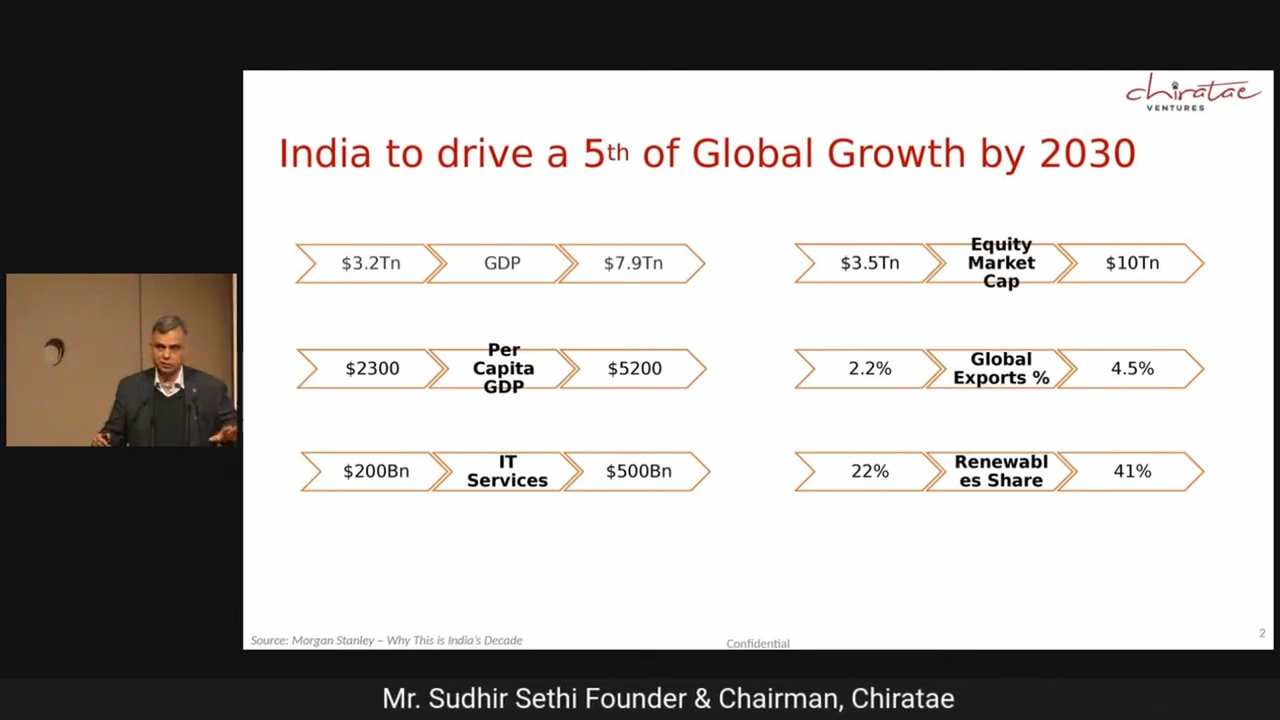 chiratae
VENTURES
India to drive a 5th of Global Growth by 2030
$3.2Tn
GDP
$7.9Tn
$3.5Tn
Equity
Market
Cap
$10Tn
$2300
Per
Capita
GDP
$5200
2.2%
Global
Exports %
4.5%
$200Bn
IT
Services
$500Bn
22%
Renewabl
es Share
41%
Source: Morgan Stanley – Why This is India's Decade
Confidential
2
Mr. Sudhir Sethi Founder & Chairman, Chiratae